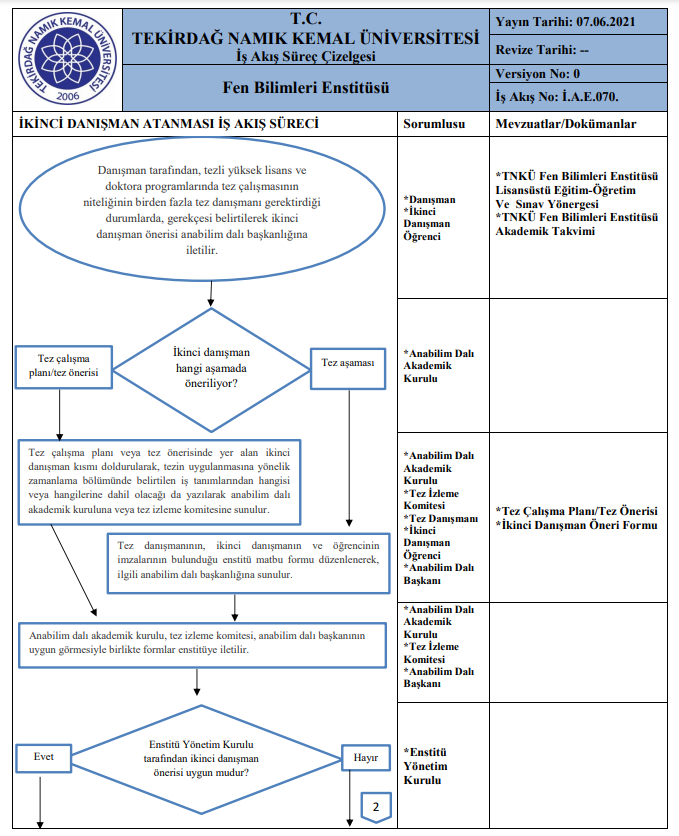 TEKİRDAĞ NAMIK KEMAL ÜNİVERSİTESİ
2006
T.C.
TEKİRDAĞ NAMIK KEMAL ÜNİVERSİTESİ
İş Akış Süreç Çizelgesi
Fen Bilimleri Enstitüsü
Yayın Tarihi: 07.06.2021
Revize Tarihi: --
Versiyon No: 0
İş Akış No: İ.A.E.070.
İKİNCİ DANIŞMAN ATANMASI İŞ AKIŞ SÜRECİ
Sorumlusu
Mevzuatlar/Dokümanlar
Danışman tarafından, tezli yüksek lisans ve
doktora programlarında tez çalışmasının
niteliğinin birden fazla tez danışmanı gerektirdiği
durumlarda, gerekçesi belirtilerek ikinci
danışman önerisi anabilim dalı başkanlığına
iletilir.
*Danışman
*İkinci
Danışman
Öğrenci
*TNKÜ Fen Bilimleri Enstitüsü
Lisansüstü Eğitim-Öğretim
Ve Sınav Yönergesi
*TNKÜ Fen Bilimleri Enstitüsü
Akademik Takvimi
Tez çalışma
planı/tez önerisi
İkinci danışman
hangi aşamada
öneriliyor?
Tez aşaması
*Anabilim Dalı
Akademik
Kurulu
Tez çalışma planı veya tez önerisinde yer alan ikinci
danışman kısmı doldurularak, tezin uygulanmasına yönelik
zamanlama bölümünde belirtilen iş tanımlarından hangisi
veya hangilerine dahil olacağı da yazılarak anabilim dalı
akademik kuruluna veya tez izleme komitesine sunulur.
Tez danışmanının, ikinci danışmanın ve öğrencinin
imzalarının bulunduğu enstitü matbu formu düzenlenerek,
ilgili anabilim dalı başkanlığına sunulur.
*Anabilim Dalı
Akademik
Kurulu
*Tez İzleme
Komitesi
*Tez Danışmanı
*İkinci
Danışman
Öğrenci
*Anabilim Dalı
Başkanı
*Tez Çalışma Planı/Tez Önerisi
*İkinci Danışman Öneri Formu
Anabilim dalı akademik kurulu, tez izleme komitesi, anabilim dalı başkanının
uygun görmesiyle birlikte formlar enstitüye iletilir.
*Anabilim Dalı
Akademik
Kurulu
*Tez İzleme
Komitesi
*Anabilim Dalı
Başkanı
Evet
Enstitü Yönetim Kurulu
tarafından ikinci danışman
önerisi uygun mudur?
Hayır
*Enstitü
Yönetim
Kurulu
2